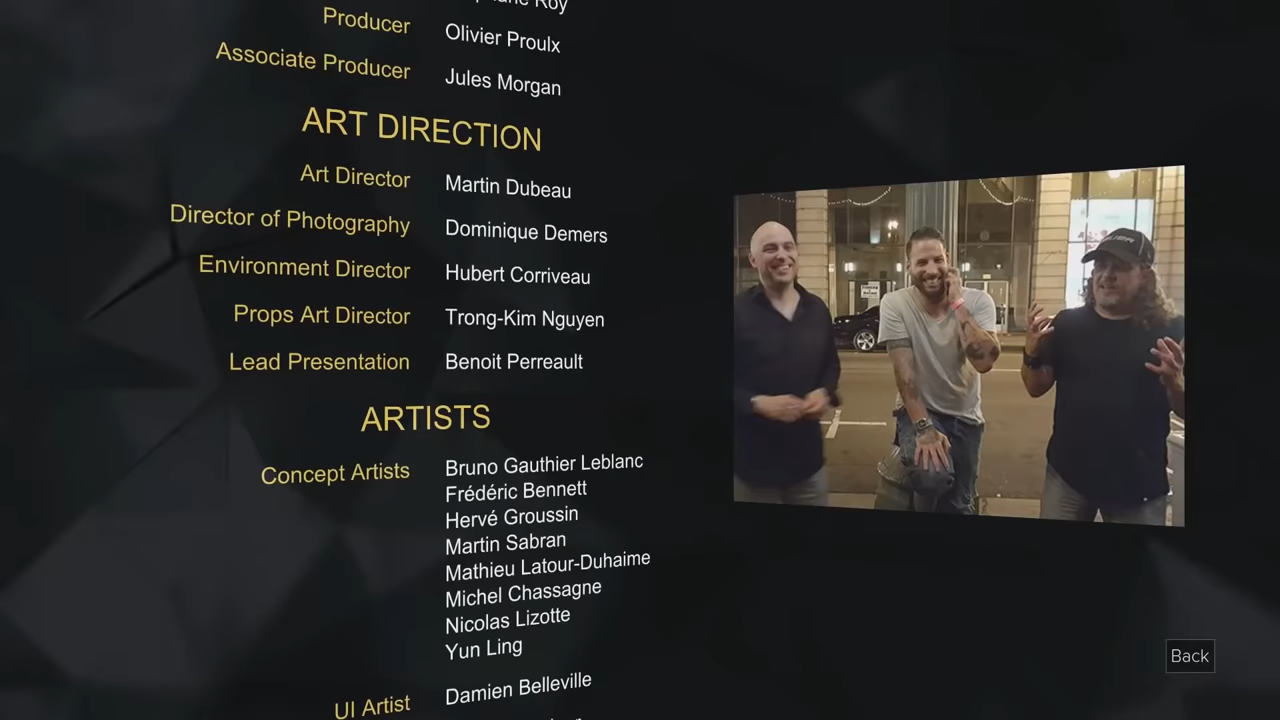 Roy
Producer Olivier Proulx
Associate Producer Jules Morgan
ART DIRECTION
Art Director Martin Dubeau
Director of Photography Dominique Demers
Environment Director Hubert Corriveau
Props Art Director Trong-Kim Nguyen
Lead Presentation Benoit Perreault
ARTISTS
Concept Artists Bruno Gauthier Leblanc
Frédéric Bennett
Hervé Groussin
Martin Sabran
Mathieu Latour-Duhaime
Michel Chassagne
Nicolas Lizotte
Yun Ling
UI Artist Damien Belleville
Back